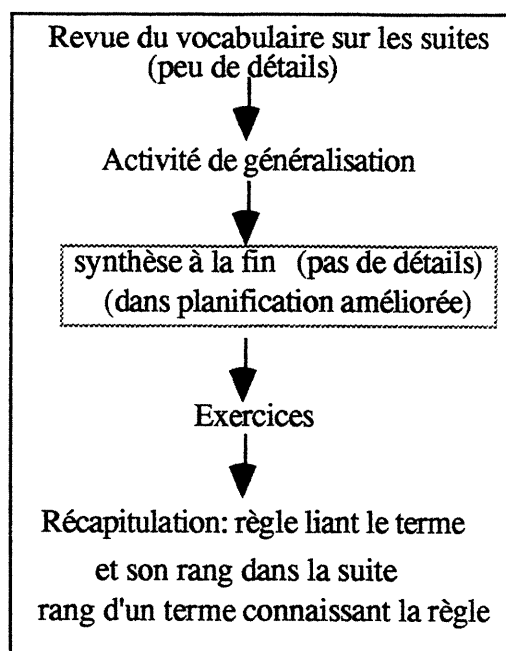 Revue du vocabulaire sur les suites
(peu de détails)
Activité de généralisation
synthèse à la fin (pas de détails)
(dans planification améliorée)
Exercices
Récapitulation: règle liant le terme
et son rang dans la suite
rang d'un terme connaissant la règle